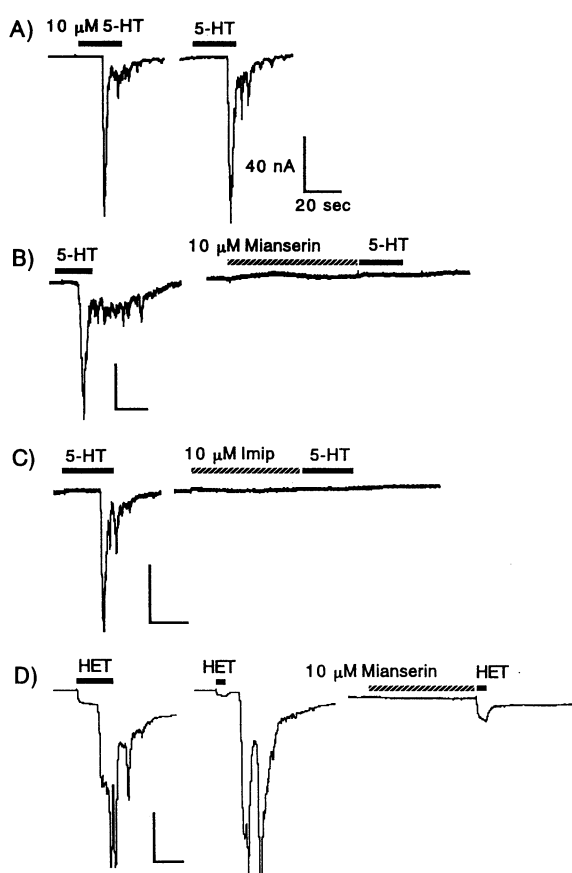 A)
10 μM 5-HT
5-HT
40 nA
20 sec
B)
5-HT
10 μM Mianserin
5-HT
C)
5-HT
10 μM Imip
5-HT
D)
HET
HET
10 μM Mianserin
HET